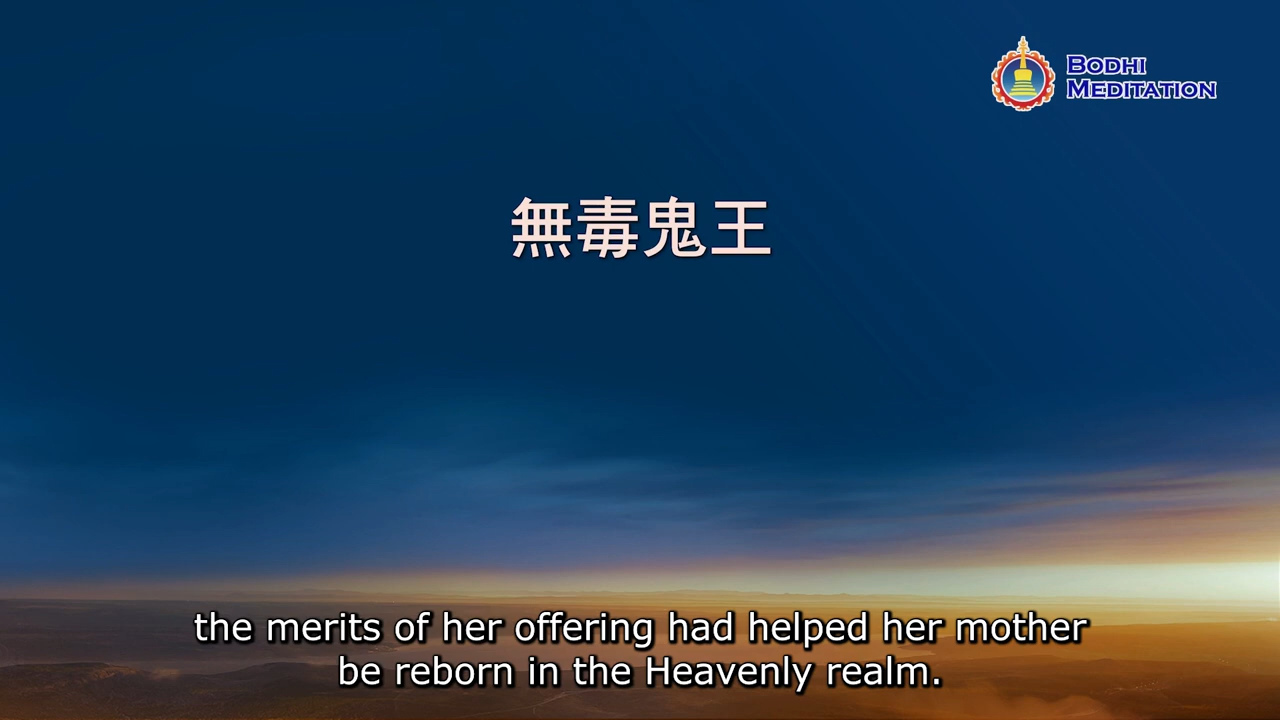 BODHI
MEDITATION
無毒鬼王
the merits of her offering had helped her mother
be reborn in the Heavenly realm.